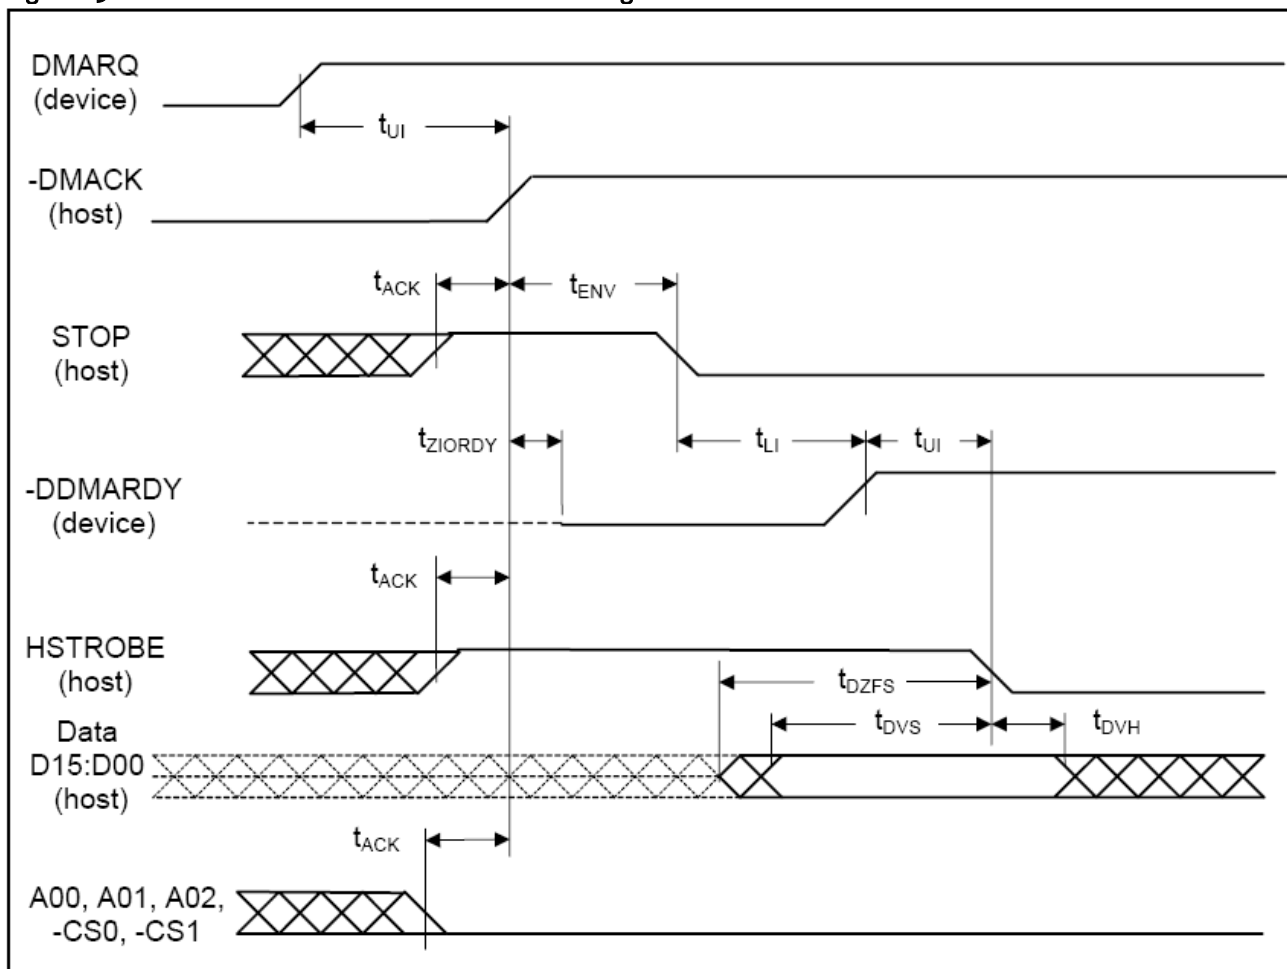 DMARQ
(device)
tUI
-DMACK
(host)
tACK
tENV
STOP
(host)
tZIORDY
tLI
tUI
-DDMARDY
(device)
tACK
HSTROBE
(host)
tDZFS
Data
tDVS
tDVH
D15:D00
(host)
tACK
A00, A01, A02,
-CS0, -CS1